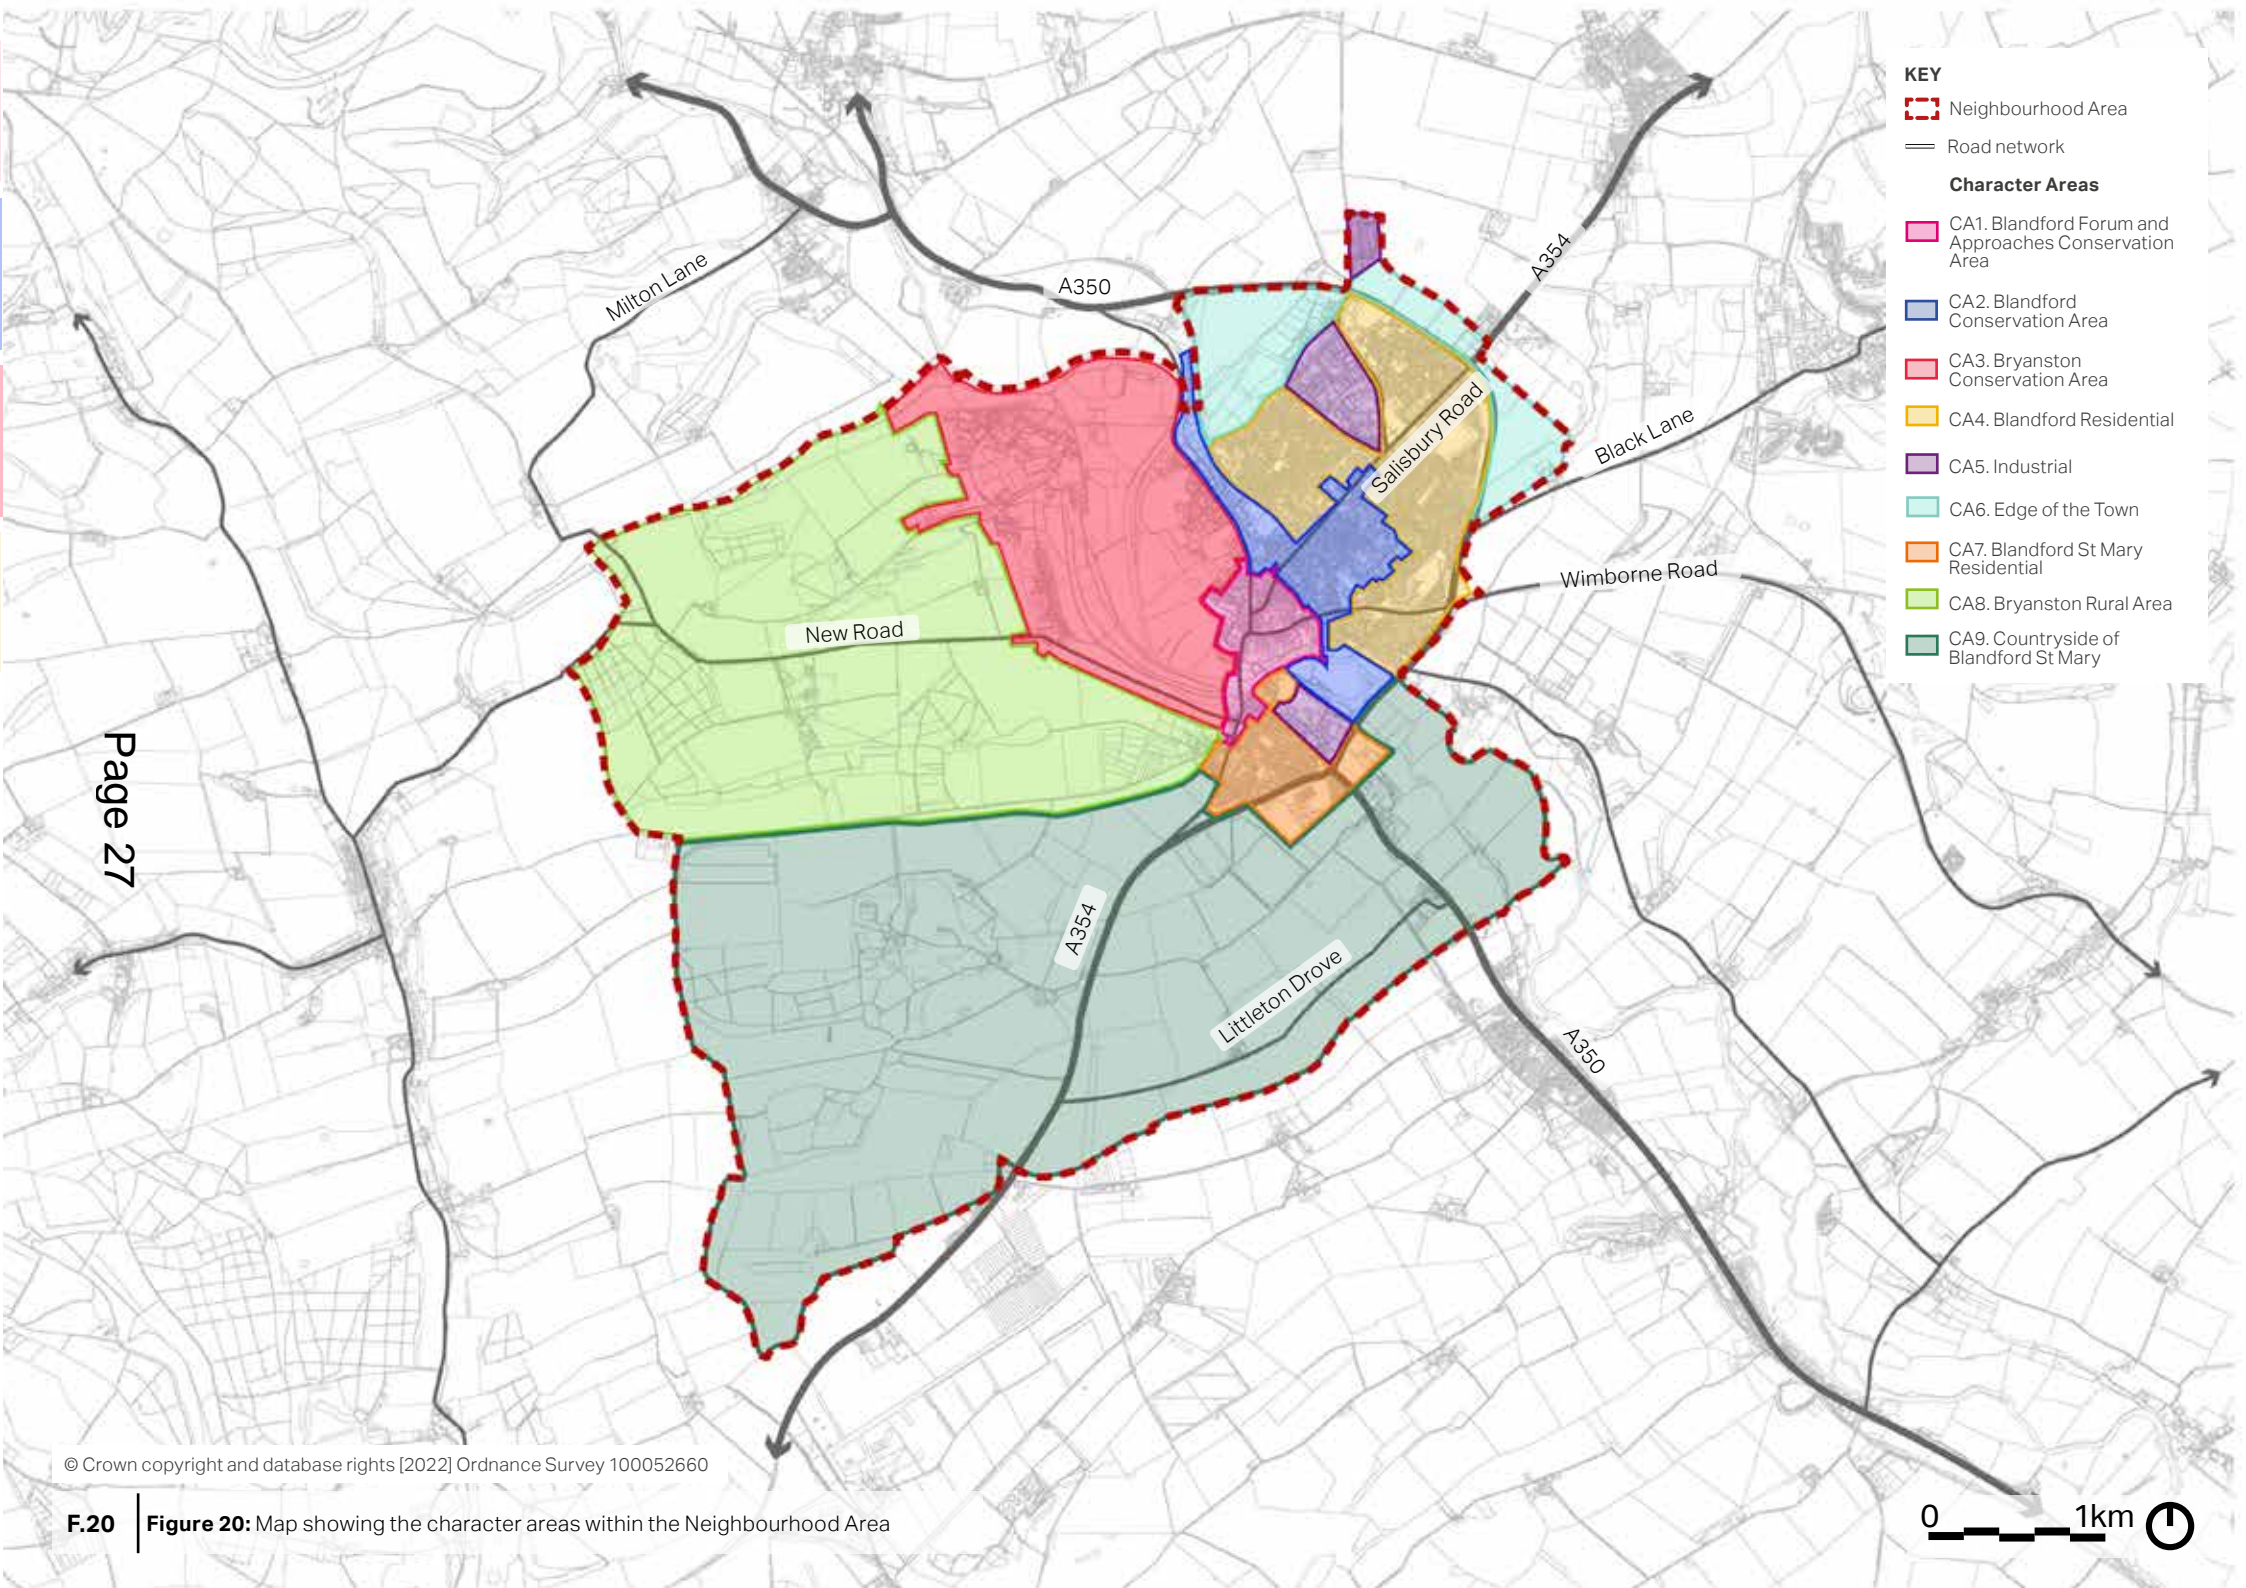 KEY
Neighbourhood Area
Road network
Character Areas
CA1. Blandford Forum and
Approaches Conservation
Area
CA2. Blandford
Conservation Area
CA3. Bryanston
Conservation Area
CA4. Blandford Residential
CA5. Industrial
CA6. Edge of the Town
CA7. Blandford St Mary
Residential
CA8. Bryanston Rural Area
CA9. Countryside of
Blandford St Mary
A354
Milton Lane
A350
Salisbury Road
Black Lane
Wimborne Road
New Road
Page 27
A354
Littleton Drove
A350
© Crown copyright and database rights [2022] Ordnance Survey 100052660
F.20 Figure 20: Map showing the character areas within the Neighbourhood Area
0 1km